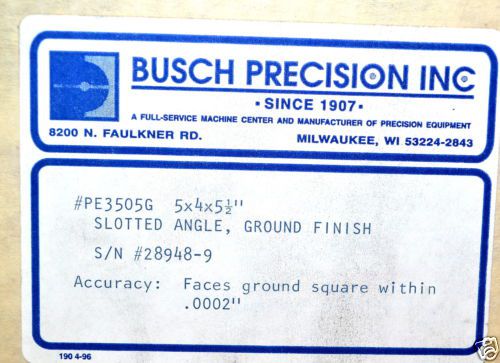 BUSCH PRECISION INC
• SINCE 1907 •
A FULL-SERVICE MACHINE CENTER AND MANUFACTURER OF PRECISION EQUIPMENT
8200 N. FAULKNER RD. MILWAUKEE, WI 53224-2843
#PE3505G 5x4x5½"
SLOTTED ANGLE, GROUND FINISH
S/N #28948-9
Accuracy: Faces ground square within
.0002"
190 4-96